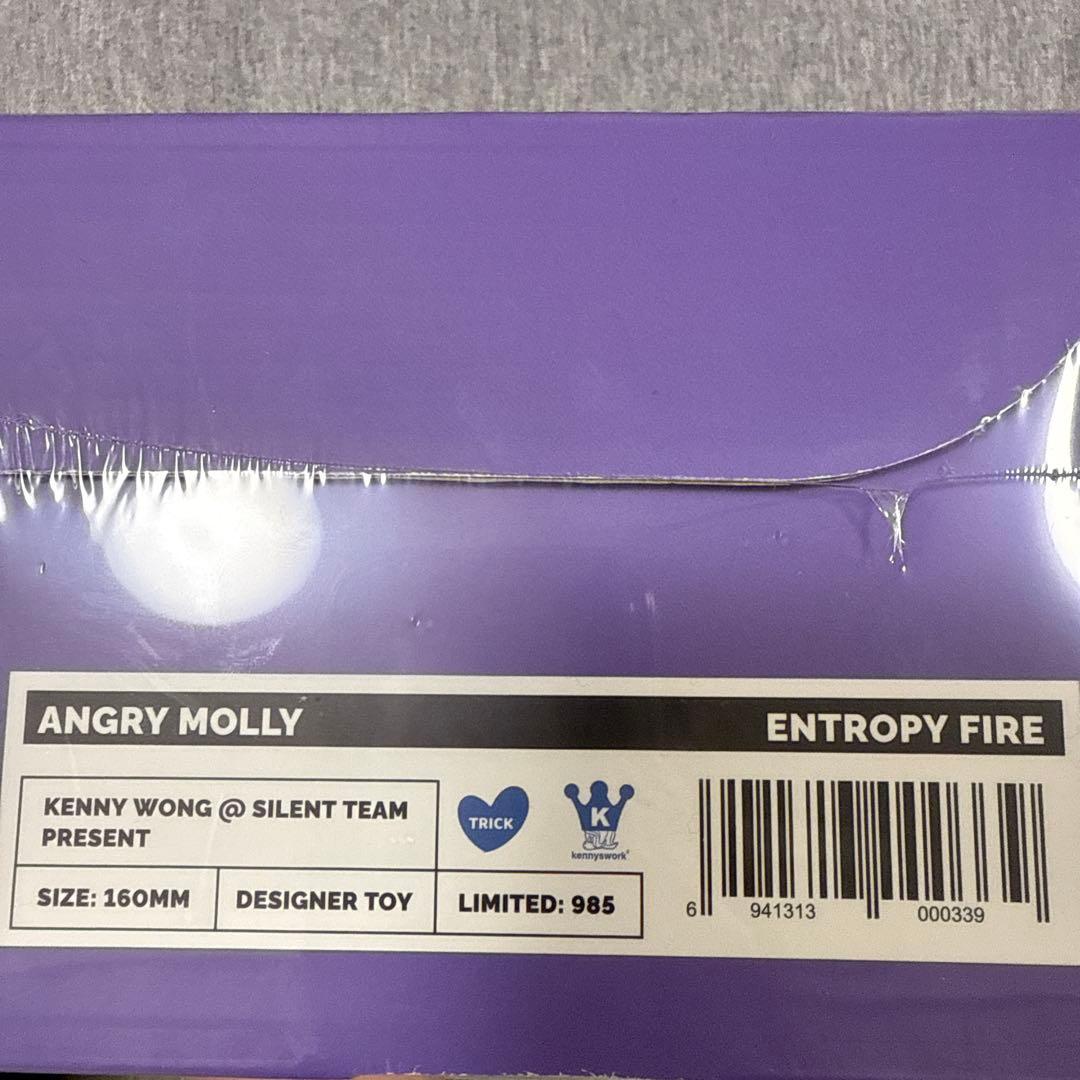 ANGRY MOLLY
ENTROPY FIRE
KENNY WONG @ SILENT TEAM
PRESENT
TRICK
K
kennyswork
SIZE: 160MM
DESIGNER TOY
LIMITED: 985
6 941313 000339